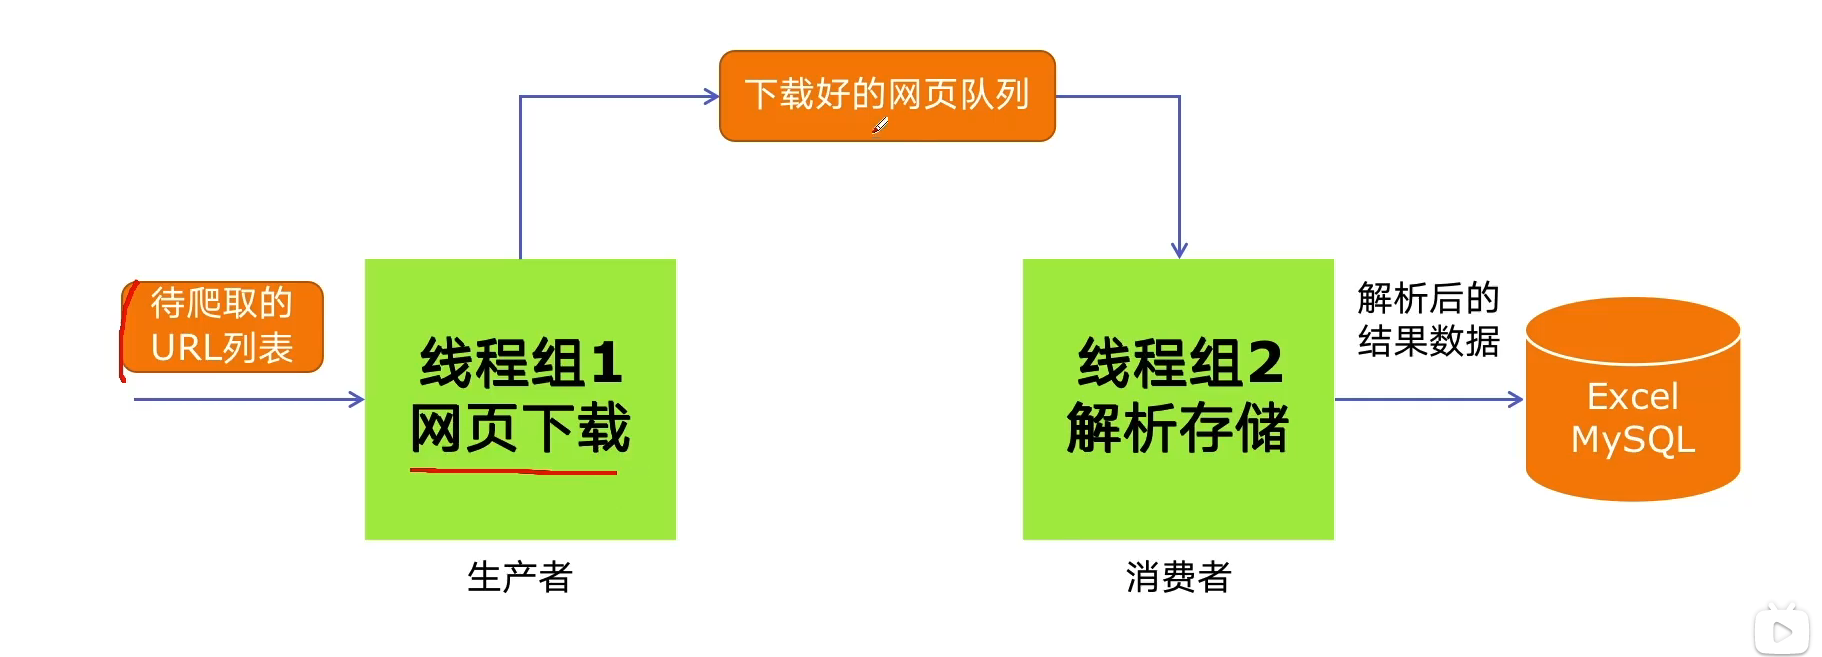 下载好的网页队列
待爬取的
URL列表
线程组1
网页下载
生产者
线程组2
解析存储
消费者
解析后的
结果数据
Excel
MySQL